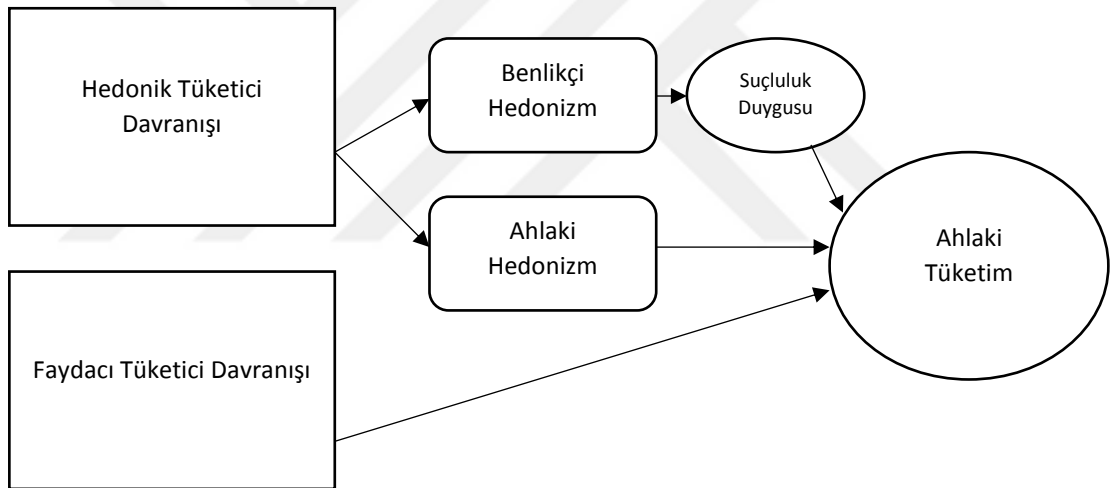 Hedonik Tüketici
Davranışı
Benlikçi
Hedonizm
Suçluluk
Duygusu
Ahlaki
Hedonizm
Ahlaki
Tüketim
Faydacı Tüketici Davranışı